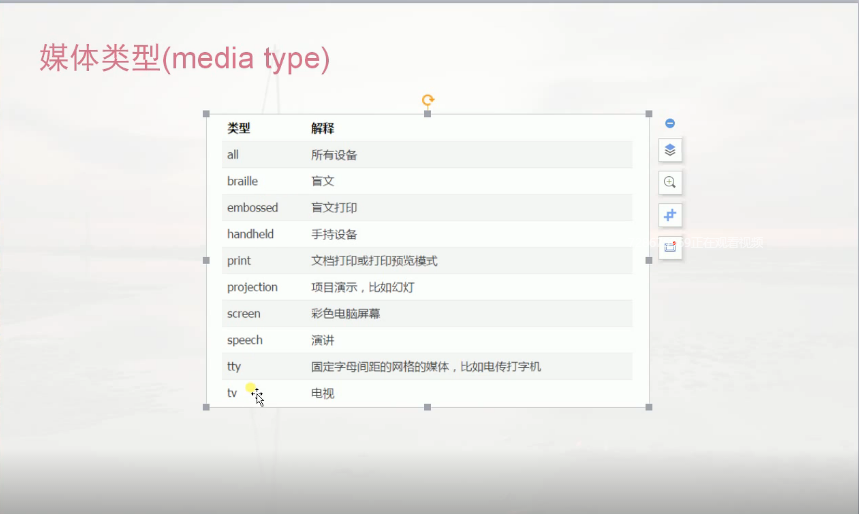 媒体类型(media type)
类型 解释
all 所有设备
braille 盲文
embossed 盲文打印
handheld 手持设备
print 文档打印或打印预览模式
projection 项目演示，比如幻灯
screen 彩色电脑屏幕
speech 演讲
tty 固定字母间距的网格的媒体，比如电传打字机
tv 电视